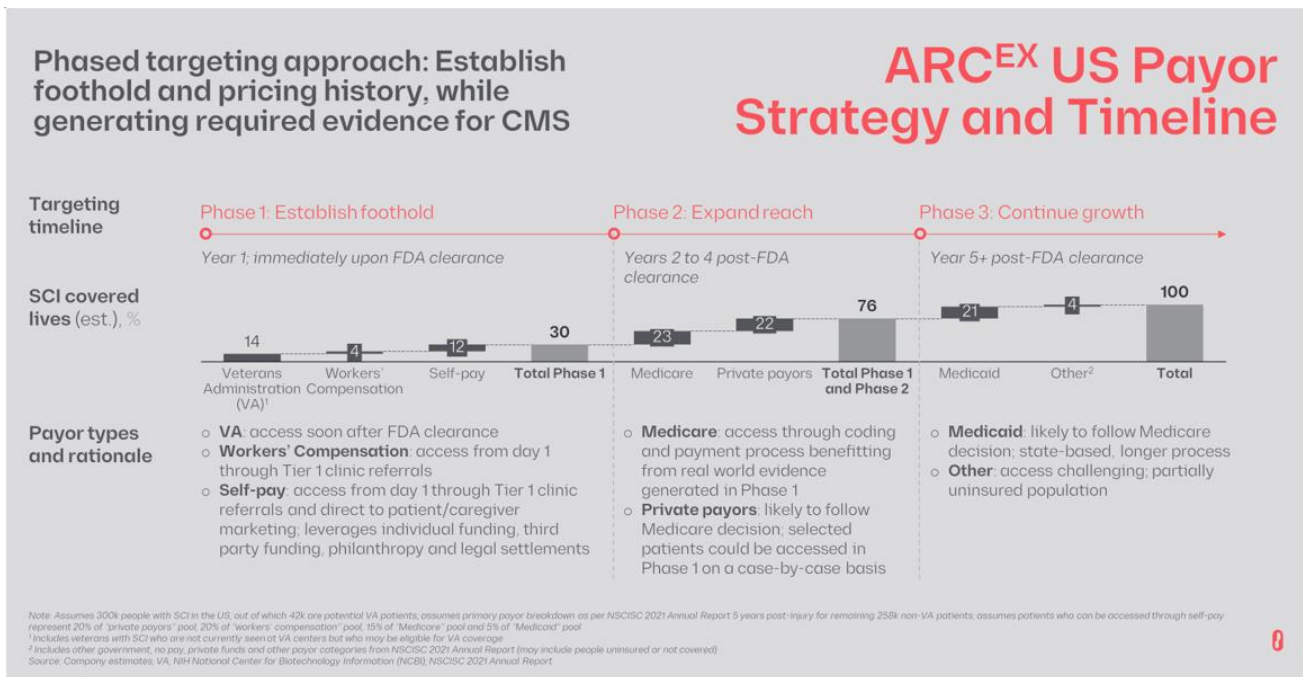 Phased targeting approach: Establish
foothold and pricing history, while
generating required evidence for CMS
ARCEX US Payor
Strategy and Timeline
Targeting
timeline
Phase 1: Establish foothold
Phase 2: Expand reach
Phase 3: Continue growth
Year 1; immediately upon FDA clearance
Years 2 to 4 post-FDA
clearance
Year 5+ post-FDA clearance
SCI covered
lives (est.), %
14
4
12
30
23
22
76
21
4
100
Veterans
Administration
(VA)¹
Workers'
Compensation
Self-pay
Total Phase 1
Medicare
Private payors
Total Phase 1
and Phase 2
Medicaid
Other²
Total
Payor types
and rationale
○ VA: access soon after FDA clearance
○ Workers' Compensation: access from day 1
through Tier 1 clinic referrals
○ Self-pay: access from day 1 through Tier 1 clinic
referrals and direct to patient/caregiver
marketing; leverages individual funding, third
party funding, philanthropy and legal settlements
○ Medicare: access through coding
and payment process benefitting
from real world evidence
generated in Phase 1
○ Private payors: likely to follow
Medicare decision; selected
patients could be accessed in
Phase 1 on a case-by-case basis
○ Medicaid: likely to follow Medicare
decision; state-based, longer process
○ Other: access challenging; partially
uninsured population
Note: Assumes 300k people with SCI in the US, out of which 42k are potential VA patients; assumes primary payor breakdown as per NSCISC 2021 Annual Report 5 years post-injury for remaining 258k non-VA patients; assumes patients who can be accessed through self-pay
represent 20% of "private payors" pool, 20% of "workers' compensation" pool, 15% of "Medicare" pool and 5% of "Medicaid" pool
¹ Includes veterans with SCI who are not currently seen at VA centers but who may be eligible for VA coverage
² Includes other government, no pay, private funds and other payor categories from NSCISC 2021 Annual Report (may include people uninsured or not covered)
Source: Company estimates; VA; NIH National Center for Biotechnology Information (NCBI); NSCISC 2021 Annual Report